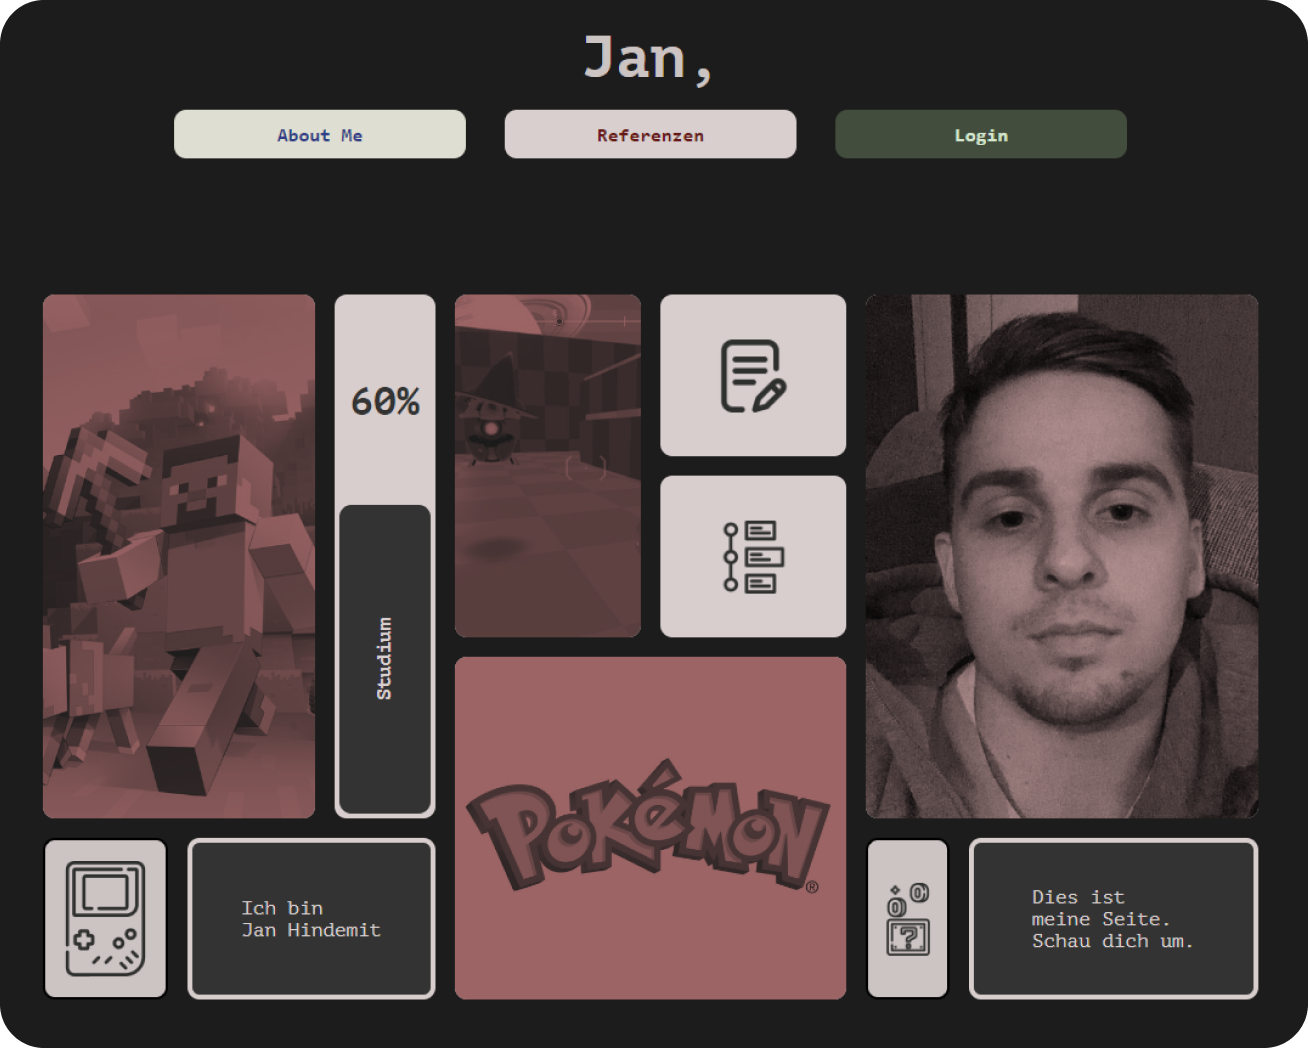 Jan,
About Me
Referenzen
Login
60%
Studium
POKéMON
®
Ich bin
Jan Hindemit
?
Dies ist
meine Seite.
Schau dich um.